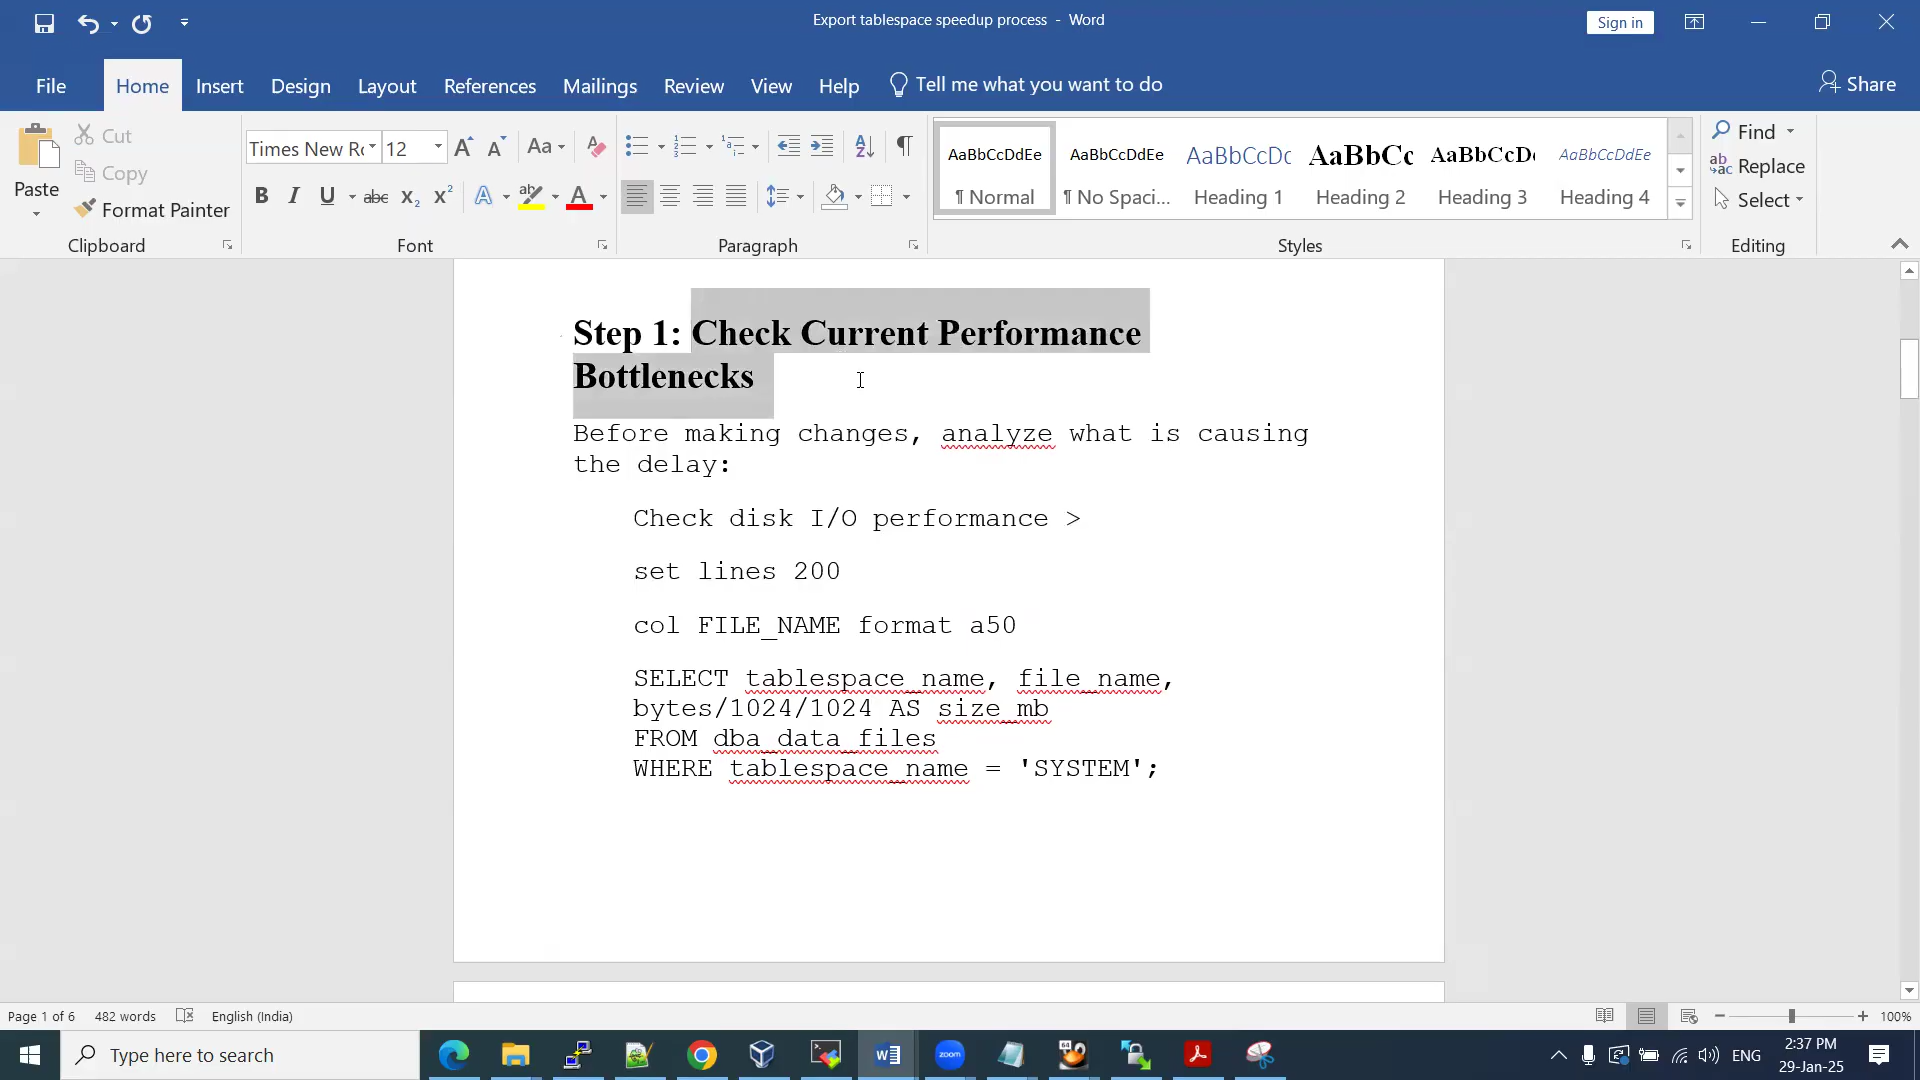 Export tablespace speedup process - Word
Sign in
File Home Insert Design Layout References Mailings Review View Help Tell me what you want to do Share
Cut
Copy
Format Painter
Paste
Clipboard
Times New Rc 12
Font
Paragraph
AaBbCcDdEe AaBbCcDdEe AaBbCcDc AaBbCc AaBbCcDc AaBbCcDdEe
¶ Normal ¶ No Spaci... Heading 1 Heading 2 Heading 3 Heading 4
Styles
Find
Replace
Select
Editing
Step 1: Check Current Performance
Bottlenecks
Before making changes, analyze what is causing
the delay:
Check disk I/O performance >
set lines 200
col FILE_NAME format a50
SELECT tablespace_name, file_name,
bytes/1024/1024 AS size_mb
FROM dba_data_files
WHERE tablespace_name = 'SYSTEM';
Page 1 of 6 482 words English (India) 100%
Type here to search
zoom
64
ENG
2:37 PM
29-Jan-25